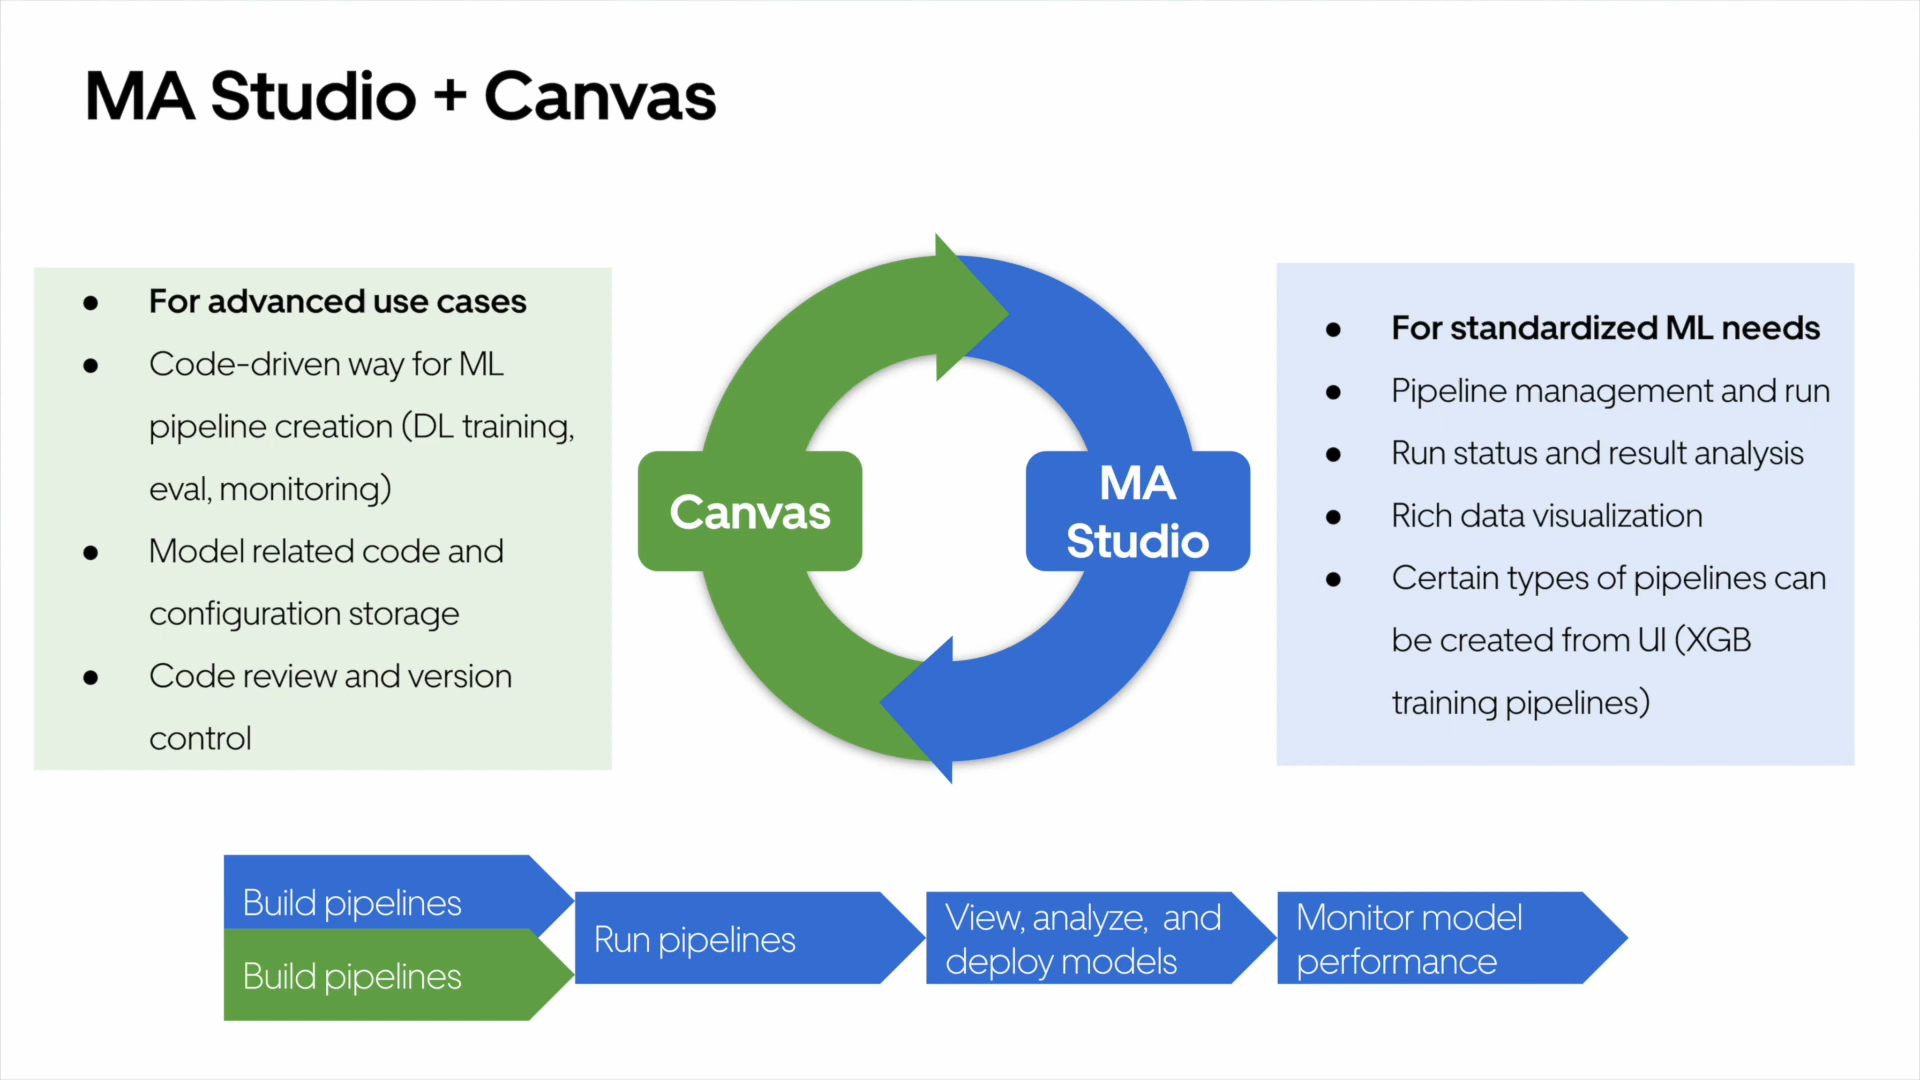 MA Studio + Canvas
● For advanced use cases
● Code-driven way for ML
pipeline creation (DL training,
eval, monitoring)
● Model related code and
configuration storage
● Code review and version
control
Canvas
MA
Studio
● For standardized ML needs
● Pipeline management and run
● Run status and result analysis
● Rich data visualization
● Certain types of pipelines can
be created from UI (XGB
training pipelines)
Build pipelines
Build pipelines
Run pipelines
View, analyze, and
deploy models
Monitor model
performance